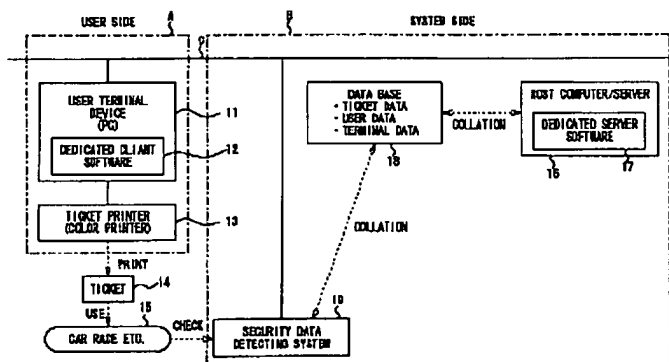 USER SIDE
A
B
SYSTEM SIDE
C
USER TERMINAL
DEVICE
(PC)
11
DEDICATED CLIENT
SOFTWARE
12
TICKET PRINTER
(COLOR PRINTER)
13
PRINT
TICKET
14
USE
15
CAR RACE ETC.
CHECK
DATA BASE
• TICKET DATA
• USER DATA
• TERMINAL DATA
18
COLLATION
HOST COMPUTER/SERVER
DEDICATED SERVER
SOFTWARE
16
17
COLLATION
19
SECURITY DATA
DETECTING SYSTEM